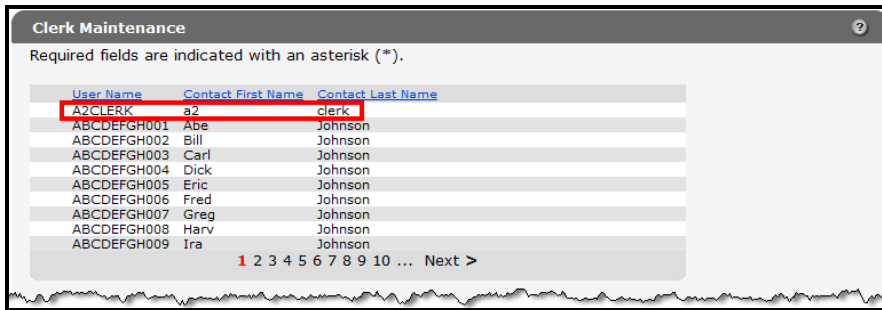 Clerk Maintenance ?
Required fields are indicated with an asterisk (*).
User Name Contact First Name Contact Last Name
A2CLERK a2 clerk
ABCDEFGH001 Abe Johnson
ABCDEFGH002 Bill Johnson
ABCDEFGH003 Carl Johnson
ABCDEFGH004 Dick Johnson
ABCDEFGH005 Eric Johnson
ABCDEFGH006 Fred Johnson
ABCDEFGH007 Greg Johnson
ABCDEFGH008 Harv Johnson
ABCDEFGH009 Ira Johnson
1 2 3 4 5 6 7 8 9 10 ... Next >